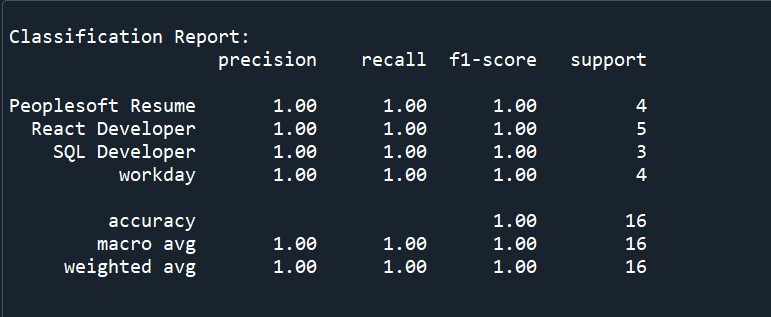 Classification Report:
precision recall f1-score support
Peoplesoft Resume 1.00 1.00 1.00 4
React Developer 1.00 1.00 1.00 5
SQL Developer 1.00 1.00 1.00 3
workday 1.00 1.00 1.00 4
accuracy 1.00 16
macro avg 1.00 1.00 1.00 16
weighted avg 1.00 1.00 1.00 16